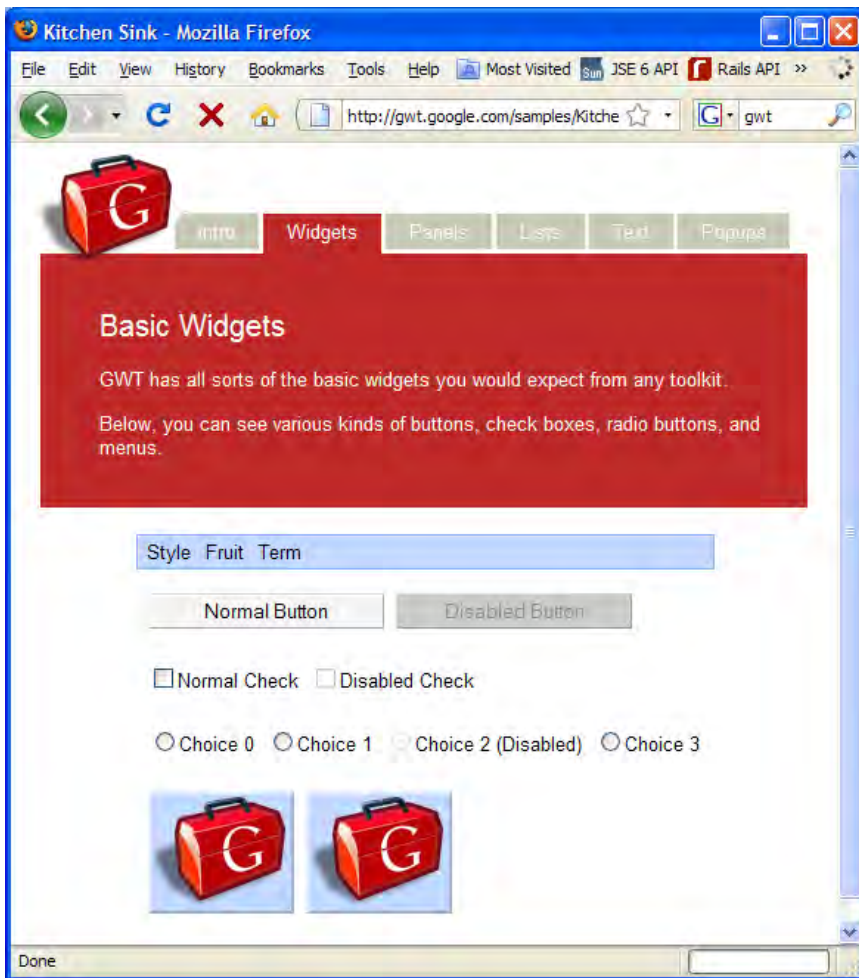 Kitchen Sink - Mozilla Firefox
File Edit View History Bookmarks Tools Help Most Visited Sun JSE 6 API Rails API »
http://gwt.google.com/samples/Kitche G gwt
G
Intro Widgets Panels Lists Text Popups
Basic Widgets
GWT has all sorts of the basic widgets you would expect from any toolkit.
Below, you can see various kinds of buttons, check boxes, radio buttons, and
menus.
Style Fruit Term
Normal Button Disabled Button
Normal Check Disabled Check
Choice 0 Choice 1 Choice 2 (Disabled) Choice 3
G G
Done